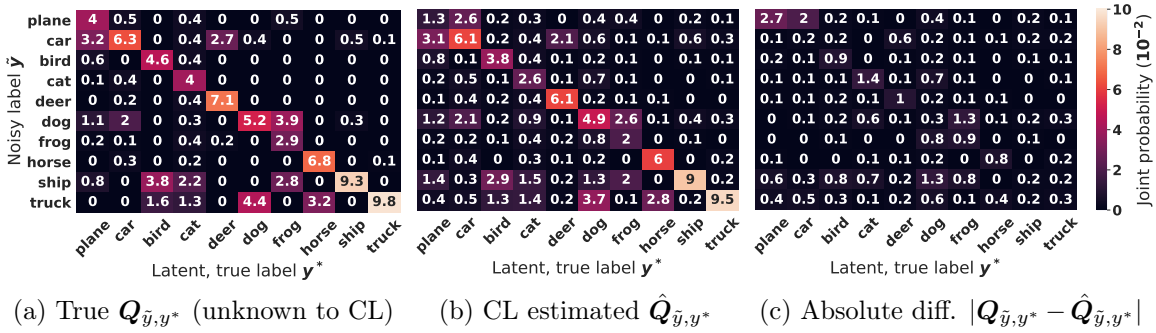 plane 4 0.5 0 0.4 0 0 0.5 0 0 0
car 3.2 6.3 0 0.4 2.7 0.4 0 0 0.5 0.1
bird 0.6 0 4.6 0.4 0 0 0 0 0 0
cat 0.1 0.4 0 4 0 0 0 0 0 0
deer 0 0.2 0 0.4 7.1 0 0 0 0 0
dog 1.1 2 0 0.3 0 5.2 3.9 0 0.3 0
frog 0.2 0.1 0 0.4 0.2 0 2.9 0 0 0
horse 0 0.3 0 0.2 0 0 0 6.8 0 0.1
ship 0.8 0 3.8 2.2 0 0 2.8 0 9.3 0
truck 0 0 1.6 1.3 0 4.4 0 3.2 0 9.8
Noisy label ỹ
plane car bird cat deer dog frog horse ship truck
Latent, true label y*
(a) True Q_{ỹ,y*} (unknown to CL)
1.3 2.6 0.2 0.5 0 0.4 0.4 0 0.2 0.1
3.1 6.1 0.2 0.4 2.1 0.6 0.1 0.1 0.6 0.3
0.8 0.1 3.8 0.4 0 0.1 0 0 0 0.1
0.1 0.5 0.1 2.6 0.1 0.7 0.1 0 0 0.1
0.1 0.4 0.2 0.4 6.1 0.2 0.1 0.1 0 0
1.2 2.1 0 0.9 0.1 4.9 2.6 0.1 0.4 0.3
0.2 0.1 0.1 0.4 0.2 0.8 2 0 0 0
0.1 0.4 0 0.3 0.1 0.2 0 6 0 0.2
1.4 0.3 2.9 1.5 0.2 1.3 2 0 9 0.2
0.4 0.5 1.3 1.4 0.2 3.7 0.1 2.8 0.2 9.5
plane car bird cat deer dog frog horse ship truck
Latent, true label y*
(b) CL estimated Q̂_{ỹ,y*}
2.7 2 0.2 0.1 0 0.4 0.1 0 0.2 0.1
0.1 0.2 0.2 0 0.6 0.2 0.1 0.1 0.1 0.2
0.2 0.1 0.9 0 0 0.1 0 0 0 0.1
0.1 0.1 0.1 1.4 0.1 0.7 0.1 0 0 0.1
0.1 0.1 0.2 0.1 1 0.2 0.1 0.1 0 0
0.1 0.1 0 0.6 0.1 0.3 1.3 0.1 0.2 0.3
0 0 0.1 0 0 0.8 0.9 0 0 0
0.1 0 0 0.1 0.1 0.2 0 0.8 0 0.2
0.6 0.3 0.8 0.7 0.2 1.3 0.8 0 0.2 0.2
0.4 0.5 0.3 0.1 0.2 0.6 0.1 0.4 0.2 0.3
plane car bird cat deer dog frog horse ship truck
Latent, true label y*
(c) Absolute diff. |Q_{ỹ,y*} − Q̂_{ỹ,y*}|
10
8
6
4
2
0
Joint probability (10⁻²)